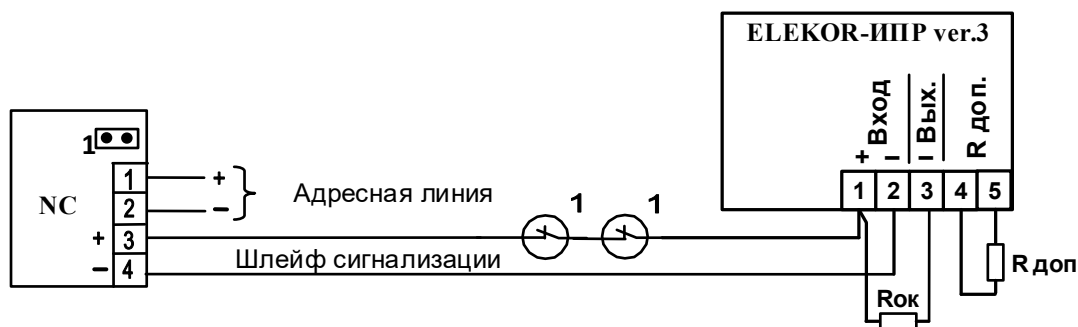 ELEKOR-ИПР ver.3
+ Вход –
– Вых.
R доп.
1 2 3 4 5
1
NC
1 +
2 –
Адресная линия
+ 3
– 4
1 1
Шлейф сигнализации
Rок
R доп